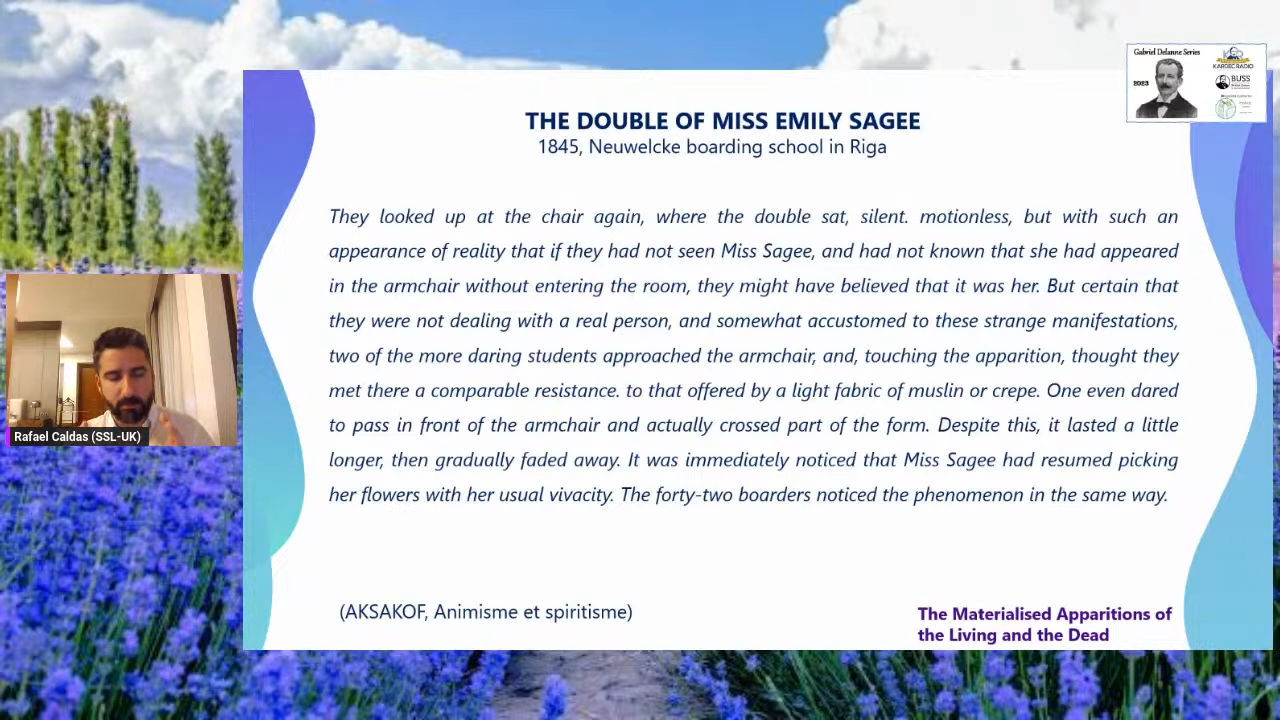 Gabriel Delanne Series
2023
KARDEC RADIO
BUSS
THE DOUBLE OF MISS EMILY SAGEE
1845, Neuwelcke boarding school in Riga
They looked up at the chair again, where the double sat, silent. motionless, but with such an
appearance of reality that if they had not seen Miss Sagee, and had not known that she had appeared
in the armchair without entering the room, they might have believed that it was her. But certain that
they were not dealing with a real person, and somewhat accustomed to these strange manifestations,
two of the more daring students approached the armchair, and, touching the apparition, thought they
met there a comparable resistance. to that offered by a light fabric of muslin or crepe. One even dared
to pass in front of the armchair and actually crossed part of the form. Despite this, it lasted a little
longer, then gradually faded away. It was immediately noticed that Miss Sagee had resumed picking
her flowers with her usual vivacity. The forty-two boarders noticed the phenomenon in the same way.
Rafael Caldas (SSL-UK)
(AKSAKOF, Animisme et spiritisme)
The Materialised Apparitions of
the Living and the Dead